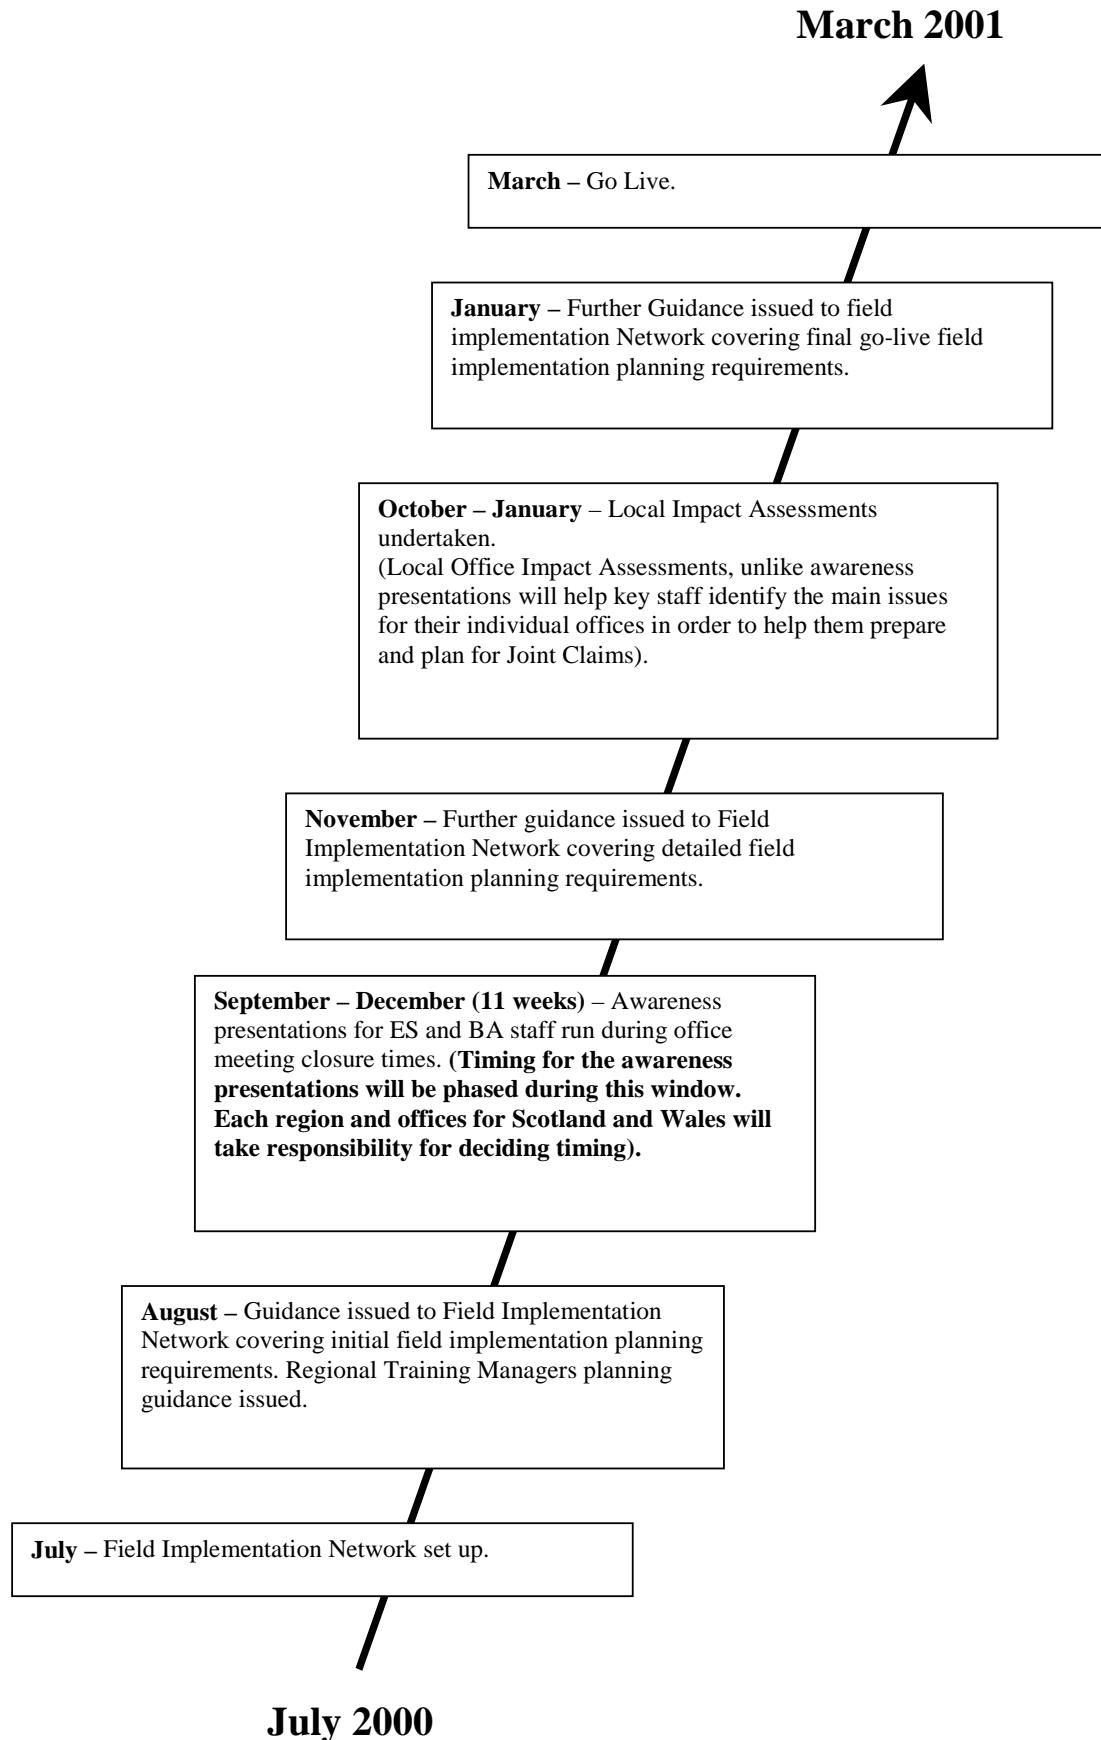 March 2001
March – Go Live.
January – Further Guidance issued to field
implementation Network covering final go-live field
implementation planning requirements.
October – January – Local Impact Assessments
undertaken.
(Local Office Impact Assessments, unlike awareness
presentations will help key staff identify the main issues
for their individual offices in order to help them prepare
and plan for Joint Claims).
November – Further guidance issued to Field
Implementation Network covering detailed field
implementation planning requirements.
September – December (11 weeks) – Awareness
presentations for ES and BA staff run during office
meeting closure times. (Timing for the awareness
presentations will be phased during this window.
Each region and offices for Scotland and Wales will
take responsibility for deciding timing).
August – Guidance issued to Field Implementation
Network covering initial field implementation planning
requirements. Regional Training Managers planning
guidance issued.
July – Field Implementation Network set up.
July 2000